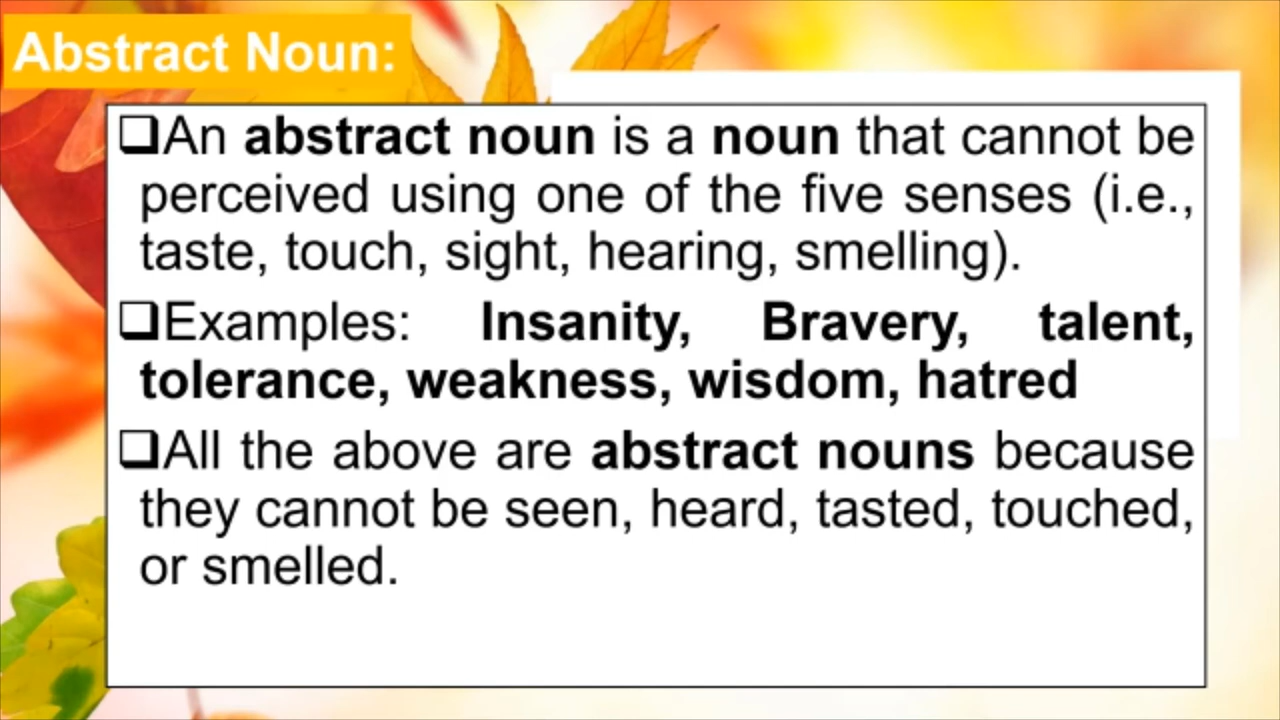 Abstract Noun:
❑An abstract noun is a noun that cannot be
perceived using one of the five senses (i.e.,
taste, touch, sight, hearing, smelling).
❑Examples: Insanity, Bravery, talent,
tolerance, weakness, wisdom, hatred
❑All the above are abstract nouns because
they cannot be seen, heard, tasted, touched,
or smelled.